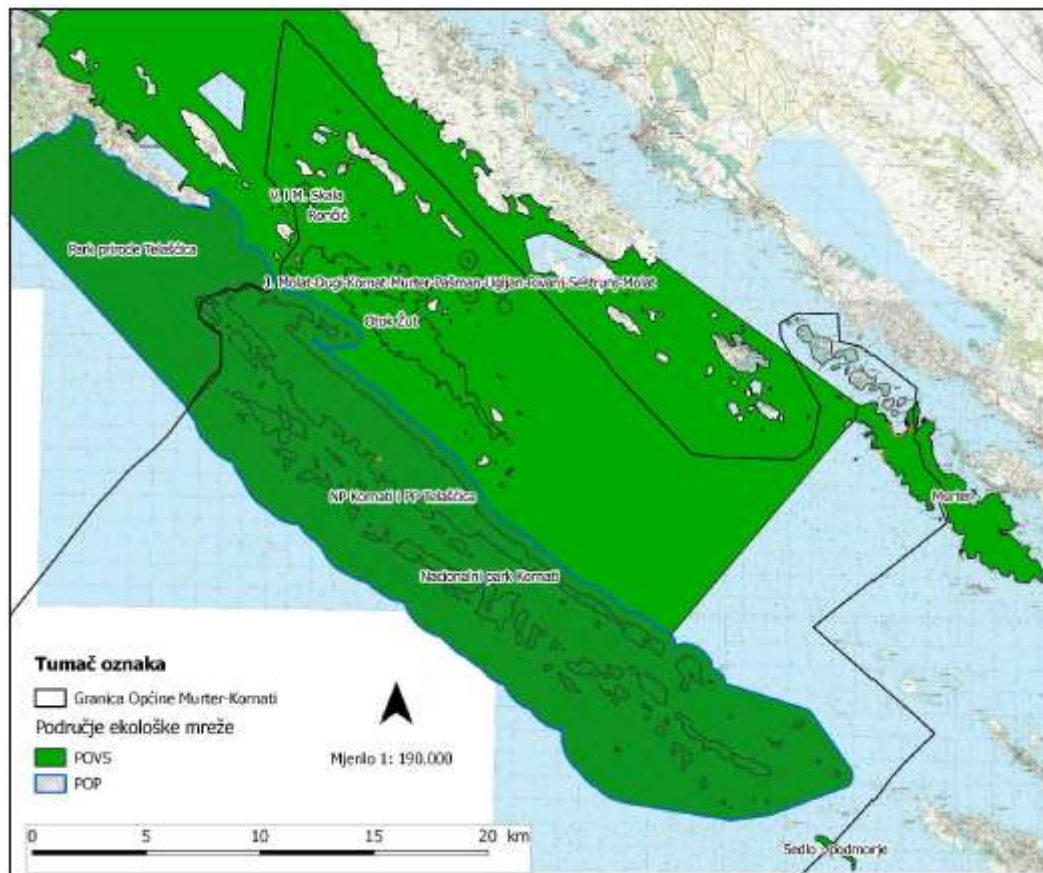 V. i M. Skala
Rončić
Park prirode Telašćica
J. Molat-Dugi-Kornat-Murter-Pašman-Ugljan-Rivanj-Sestrunj-Molat
Otok Žut
Murter
NP Kornati i PP Telašćica
Nacionalni park Kornati
Tumač oznaka
Granica Općine Murter-Kornati
Područje ekološke mreže
POVS
POP
Mjerilo 1: 190.000
0 5 10 15 20 km
Sedlo - podmorje